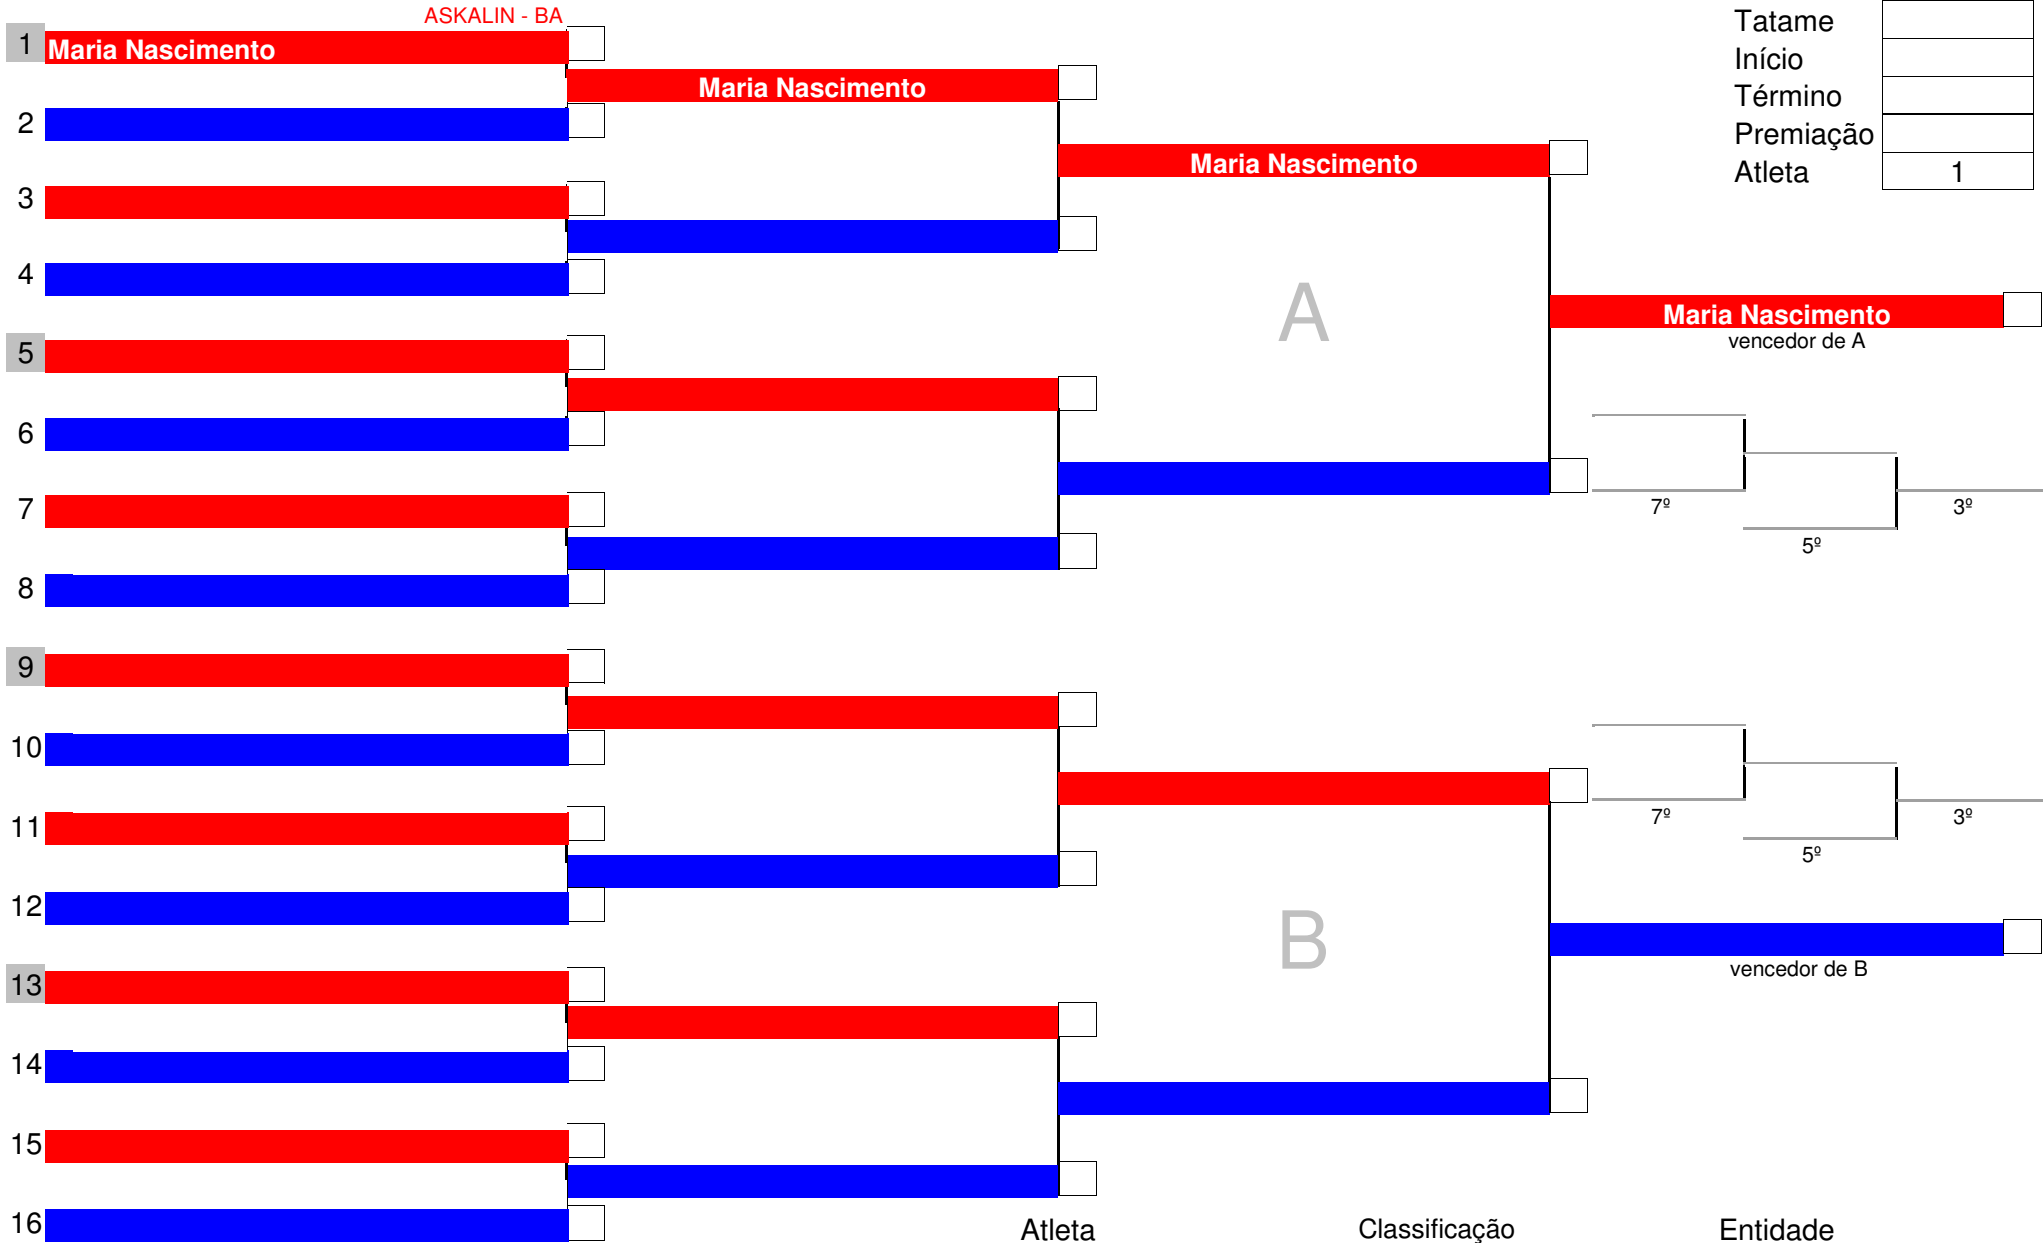 ASKALIN - BA
Tatame
Início
Término
Premiação
Atleta 1
1 Maria Nascimento
Maria Nascimento
2
Maria Nascimento
3
4
A
Maria Nascimento
vencedor de A
5
6
7
7º 3º
5º
8
9
10
11
7º 3º
5º
12
B
13
vencedor de B
14
15
16
Atleta Classificação Entidade